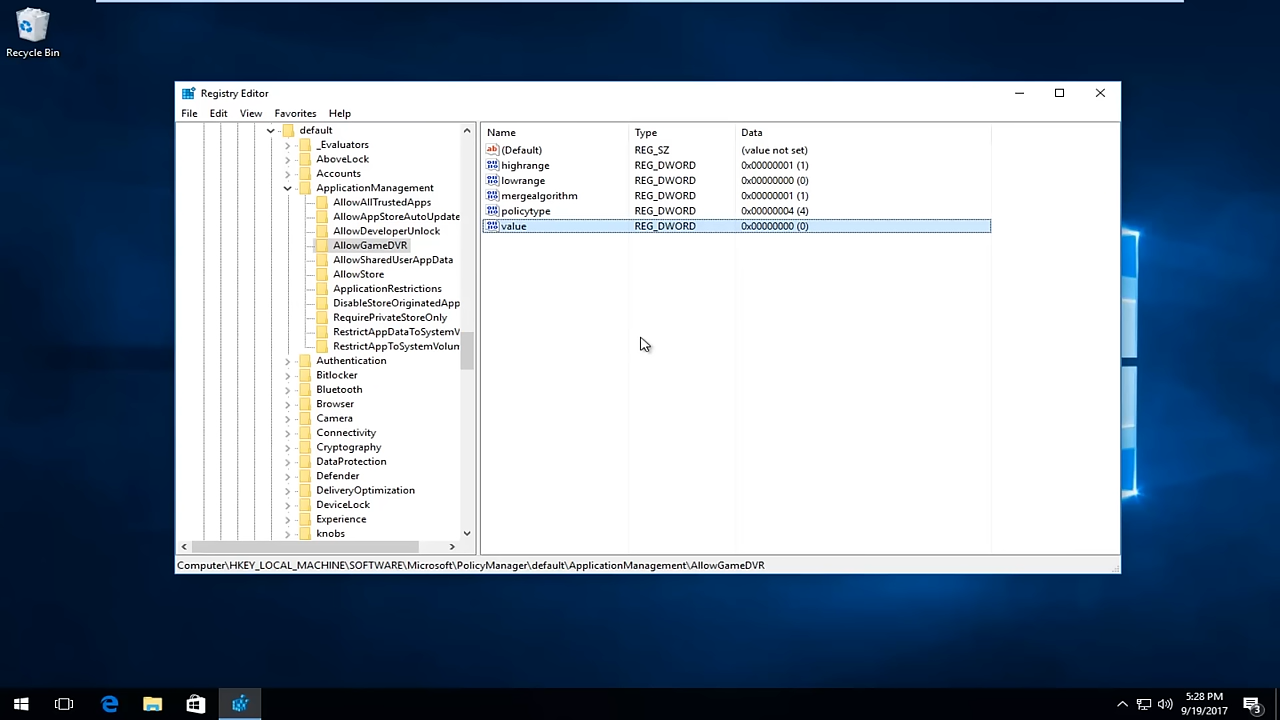 Recycle Bin
Registry Editor
File Edit View Favorites Help
default
_Evaluators
AboveLock
Accounts
ApplicationManagement
AllowAllTrustedApps
AllowAppStoreAutoUpdate
AllowDeveloperUnlock
AllowGameDVR
AllowSharedUserAppData
AllowStore
ApplicationRestrictions
DisableStoreOriginatedApp
RequirePrivateStoreOnly
RestrictAppDataToSystemV
RestrictAppToSystemVolum
Authentication
Bitlocker
Bluetooth
Browser
Camera
Connectivity
Cryptography
DataProtection
Defender
DeliveryOptimization
DeviceLock
Experience
knobs
Name Type Data
(Default) REG_SZ (value not set)
highrange REG_DWORD 0x00000001 (1)
lowrange REG_DWORD 0x00000000 (0)
mergealgorithm REG_DWORD 0x00000001 (1)
policytype REG_DWORD 0x00000004 (4)
value REG_DWORD 0x00000000 (0)
Computer\HKEY_LOCAL_MACHINE\SOFTWARE\Microsoft\PolicyManager\default\ApplicationManagement\AllowGameDVR
5:28 PM
9/19/2017
3